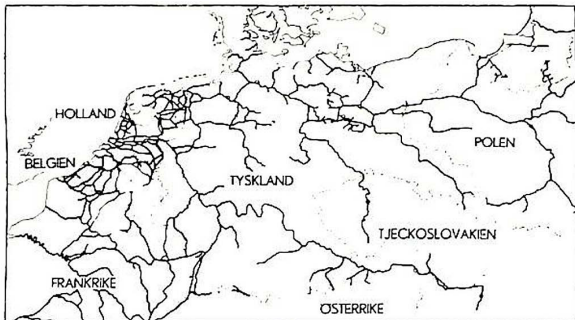 HOLLAND
POLEN
BELGIEN
TYSKLAND
TJECKOSLOVAKIEN
FRANKRIKE
ÖSTERRIKE